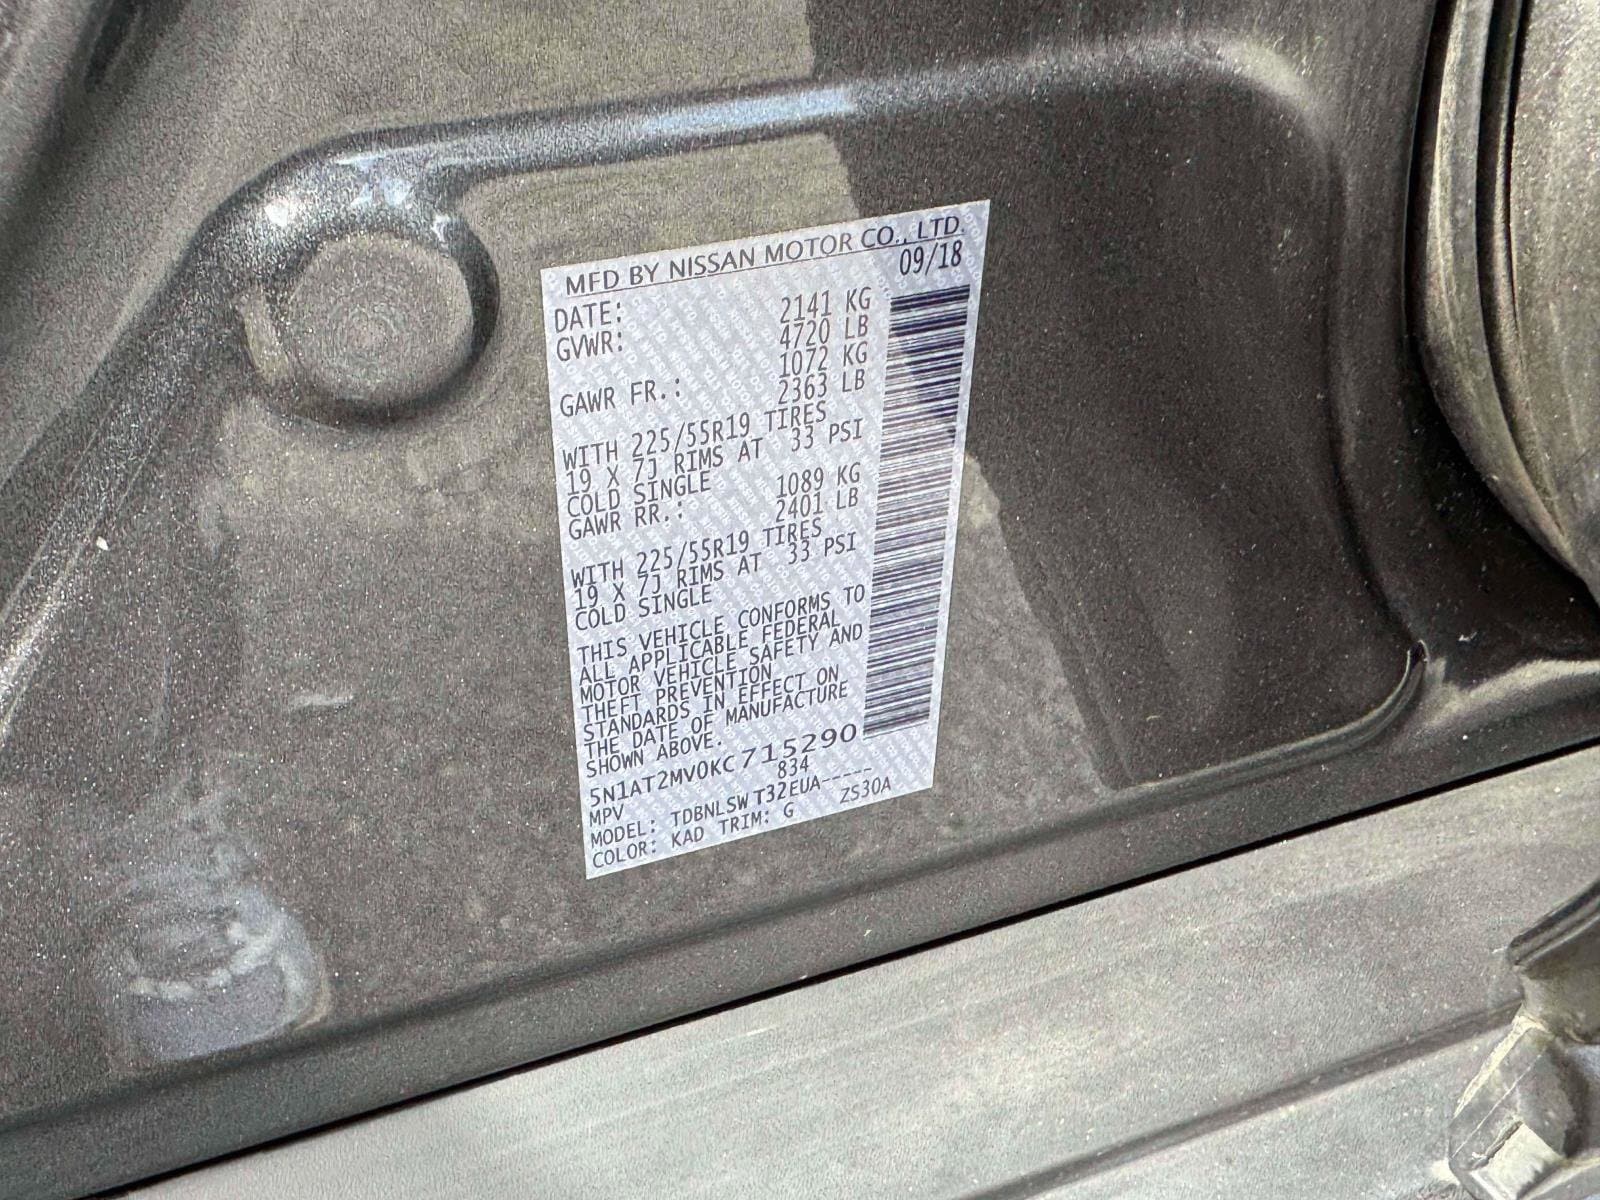 MFD BY NISSAN MOTOR CO., LTD.
DATE: 09/18
GVWR: 2141 KG
4720 LB
GAWR FR.: 1072 KG
2363 LB
WITH 225/55R19 TIRES
19 X 7J RIMS AT 33 PSI
COLD SINGLE
GAWR RR.: 1089 KG
2401 LB
WITH 225/55R19 TIRES
19 X 7J RIMS AT 33 PSI
COLD SINGLE
THIS VEHICLE CONFORMS TO
ALL APPLICABLE FEDERAL
MOTOR VEHICLE SAFETY AND
THEFT PREVENTION
STANDARDS IN EFFECT ON
THE DATE OF MANUFACTURE
SHOWN ABOVE.
5N1AT2MV0KC715290
MPV 834
MODEL: TDBNLSWT32EUA-----
COLOR: KAD TRIM: G ZS30A